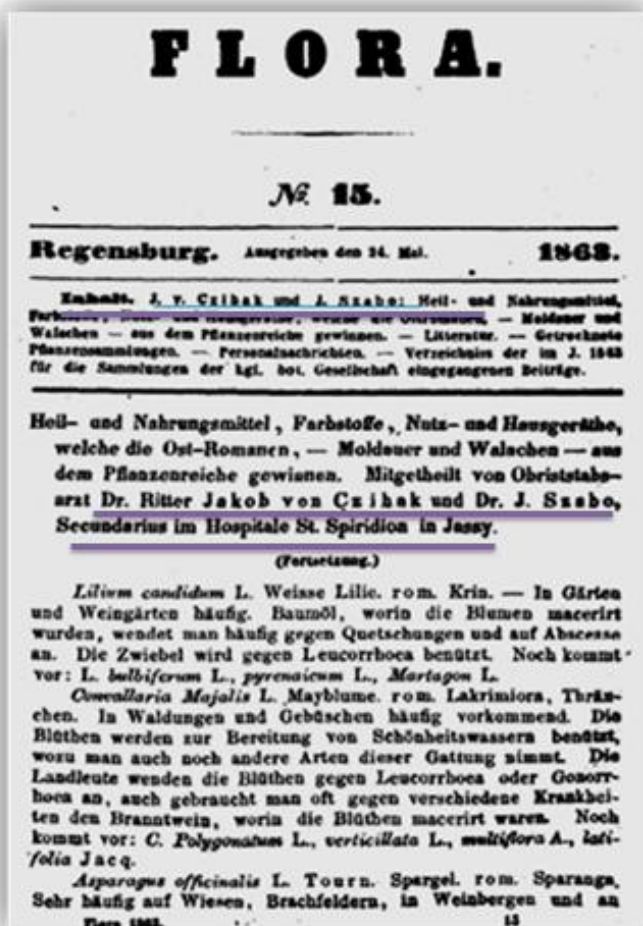 FLORA.
№ 15.
Regensburg. Ausgegeben den 24. Mai. 1863.
Inhalt. J. v. Czihak und J. Szabo: Heil- und Nahrungsmittel,
Farbstoffe, Nutz- und Hausgeräthe, welche die Ost-Romanen, — Moldauer und
Walachen — aus dem Pflanzenreiche gewinnen. — Litteratur. — Getrocknete
Pflanzensammlungen. — Personalnachrichten. — Verzeichniss der im J. 1863
für die Sammlungen der kgl. bot. Gesellschaft eingegangenen Beiträge.
Heil- und Nahrungsmittel, Farbstoffe, Nutz- und Hausgeräthe,
welche die Ost-Romanen, — Moldauer und Walachen — aus
dem Pflanzenreiche gewinnen. Mitgetheilt von Obriststabs-
arzt Dr. Ritter Jakob von Czihak und Dr. J. Szabo,
Secundarius im Hospitale St. Spiridion in Jassy.
(Fortsetzung.)
Lilium candidum L. Weisse Lilie. rom. Krin. — In Gärten
und Weingärten häufig. Baumöl, worin die Blumen macerirt
wurden, wendet man häufig gegen Quetschungen und auf Abscesse
an. Die Zwiebel wird gegen Leucorrhoea benützt. Noch kommt
vor: L. bulbiferum L., pyrenaicum L., Martagon L.
Convallaria Majalis L. Mayblume. rom. Lakrimiora, Thrän-
chen. In Waldungen und Gebüschen häufig vorkommend. Die
Blüthen werden zur Bereitung von Schönheitswassern benützt,
wozu man auch noch andere Arten dieser Gattung nimmt. Die
Landleute wenden die Blüthen gegen Leucorrhoea oder Gonorr-
hoea an, auch gebraucht man oft gegen verschiedene Krankhei-
ten den Branntwein, worin die Blüthen macerirt waren. Noch
kommt vor: C. Polygonatum L., verticillata L., multiflora A., lati-
folia Jacq.
Asparagus officinalis L. Tourn. Spargel. rom. Sparanga.
Sehr häufig auf Wiesen, Brachfeldern, in Weinbergen und an
Flora 1863. 15